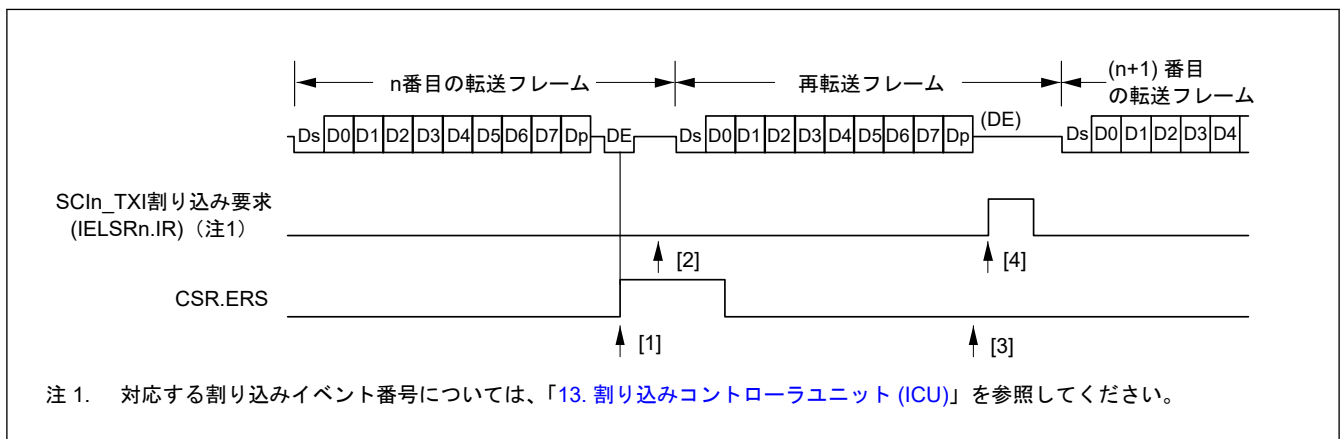 n番目の転送フレーム
再転送フレーム
(n+1) 番目
の転送フレーム
Ds D0 D1 D2 D3 D4 D5 D6 D7 Dp DE Ds D0 D1 D2 D3 D4 D5 D6 D7 Dp (DE) Ds D0 D1 D2 D3 D4
SCIn_TXI割り込み要求
(IELSRn.IR)（注1）
[2] [4]
CSR.ERS
[1] [3]
注 1. 対応する割り込みイベント番号については、「13. 割り込みコントローラユニット (ICU)」を参照してください。